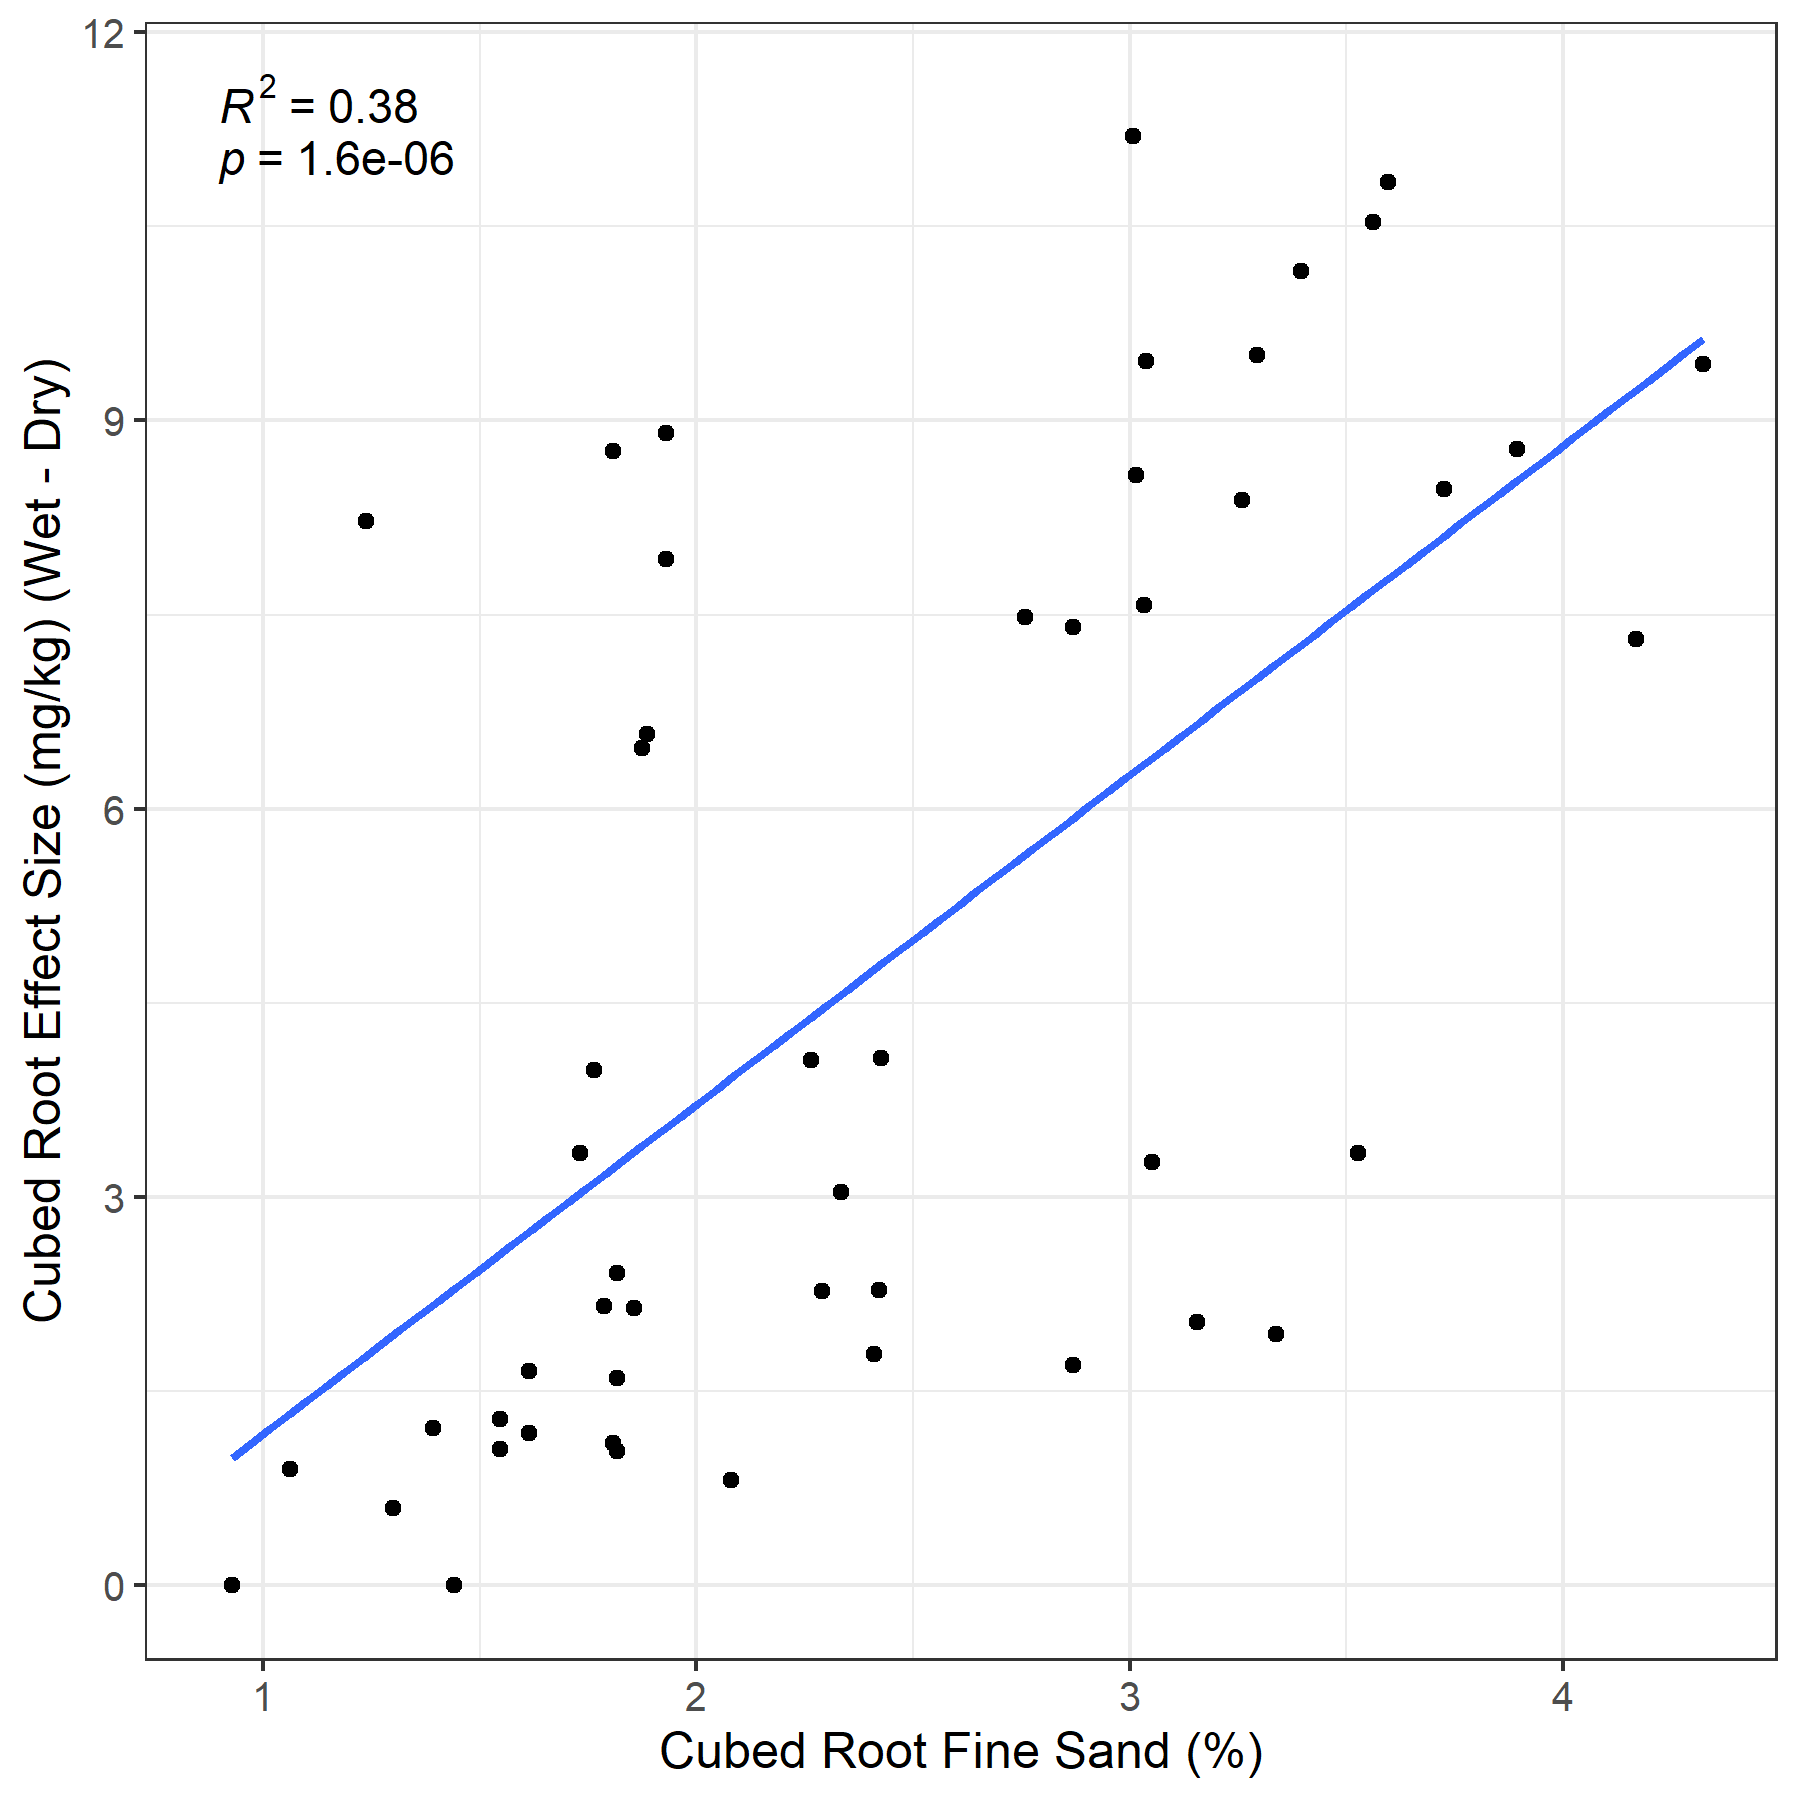 R² = 0.38
p = 1.6e-06
12
9
6
3
0
Cubed Root Effect Size (mg/kg) (Wet - Dry)
1 2 3 4
Cubed Root Fine Sand (%)